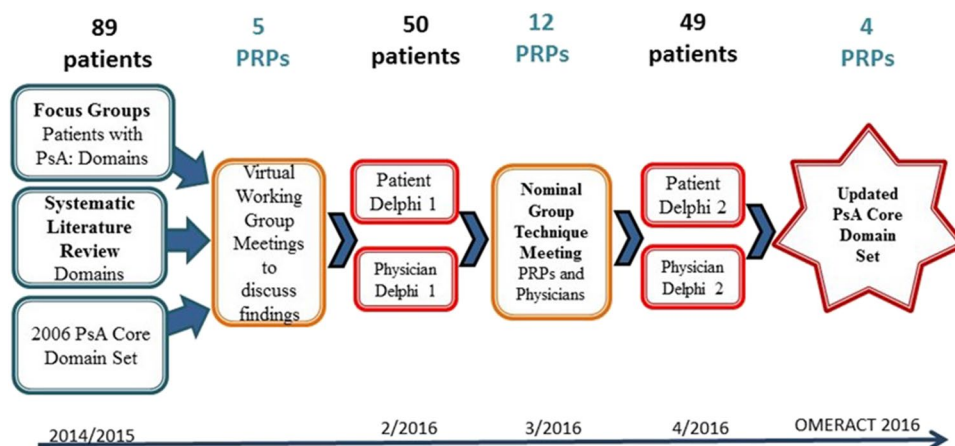 89
patients
5
PRPs
50
patients
12
PRPs
49
patients
4
PRPs
Focus Groups
Patients with
PsA: Domains
Systematic
Literature
Review
Domains
2006 PsA Core
Domain Set
Virtual
Working
Group
Meetings
to
discuss
findings
Patient
Delphi 1
Physician
Delphi 1
Nominal
Group
Technique
Meeting
PRPs and
Physicians
Patient
Delphi 2
Physician
Delphi 2
Updated
PsA Core
Domain
Set
2014/2015
2/2016
3/2016
4/2016
OMERACT 2016